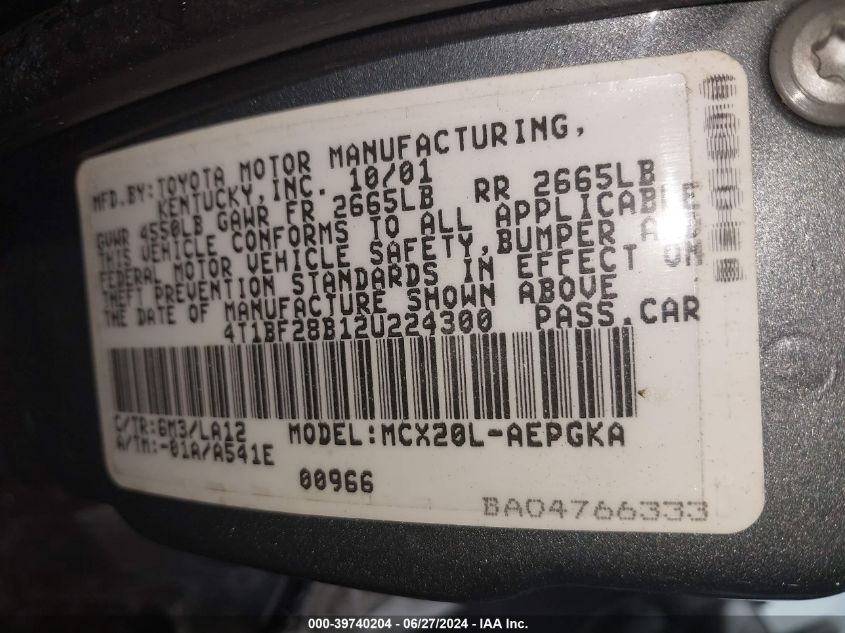 MFD.BY:TOYOTA MOTOR MANUFACTURING,
KENTUCKY,INC. 10/01
GVWR 4550LB GAWR FR 2665LB RR 2665LB
THIS VEHICLE CONFORMS TO ALL APPLICABLE
FEDERAL MOTOR VEHICLE SAFETY,BUMPER AND
THEFT PREVENTION STANDARDS IN EFFECT ON
THE DATE OF MANUFACTURE SHOWN ABOVE
4T1BF28B12U224300 PASS.CAR
C/TR:6M3/LA12 MODEL:MCX20L-AEPGKA
A/TM:-01A/A541E
00966
BA04766333
000-39740204 - 06/27/2024 - IAA Inc.